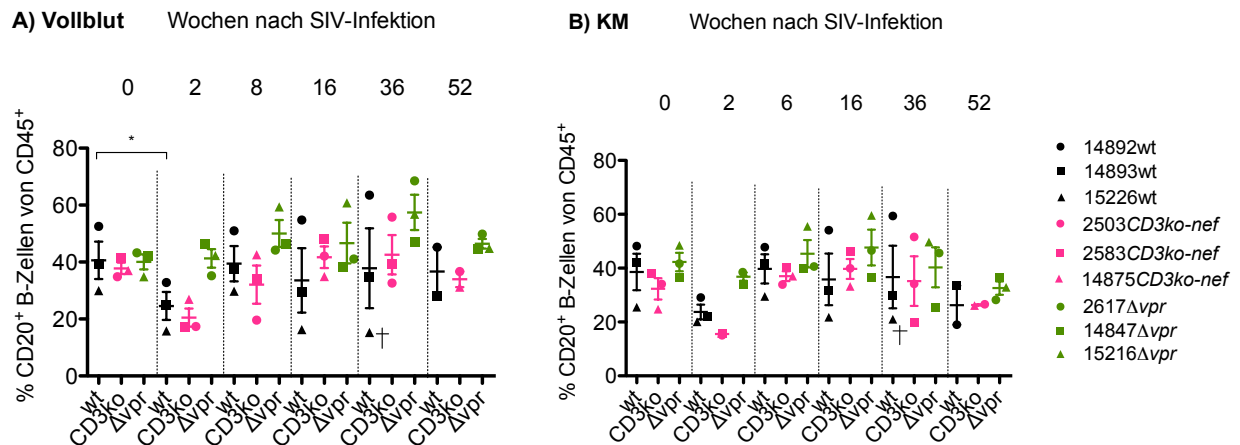 A) Vollblut Wochen nach SIV-Infektion
0 2 8 16 36 52
% CD20⁺ B-Zellen von CD45⁺
80
60
40
20
0
*
†
wt CD3ko Δvpr wt CD3ko Δvpr wt CD3ko Δvpr wt CD3ko Δvpr wt CD3ko Δvpr wt CD3ko Δvpr
B) KM Wochen nach SIV-Infektion
0 2 6 16 36 52
% CD20⁺ B-Zellen von CD45⁺
80
60
40
20
0
†
wt CD3ko Δvpr wt CD3ko Δvpr wt CD3ko Δvpr wt CD3ko Δvpr wt CD3ko Δvpr wt CD3ko Δvpr
14892wt
14893wt
15226wt
2503CD3ko-nef
2583CD3ko-nef
14875CD3ko-nef
2617Δvpr
14847Δvpr
15216Δvpr